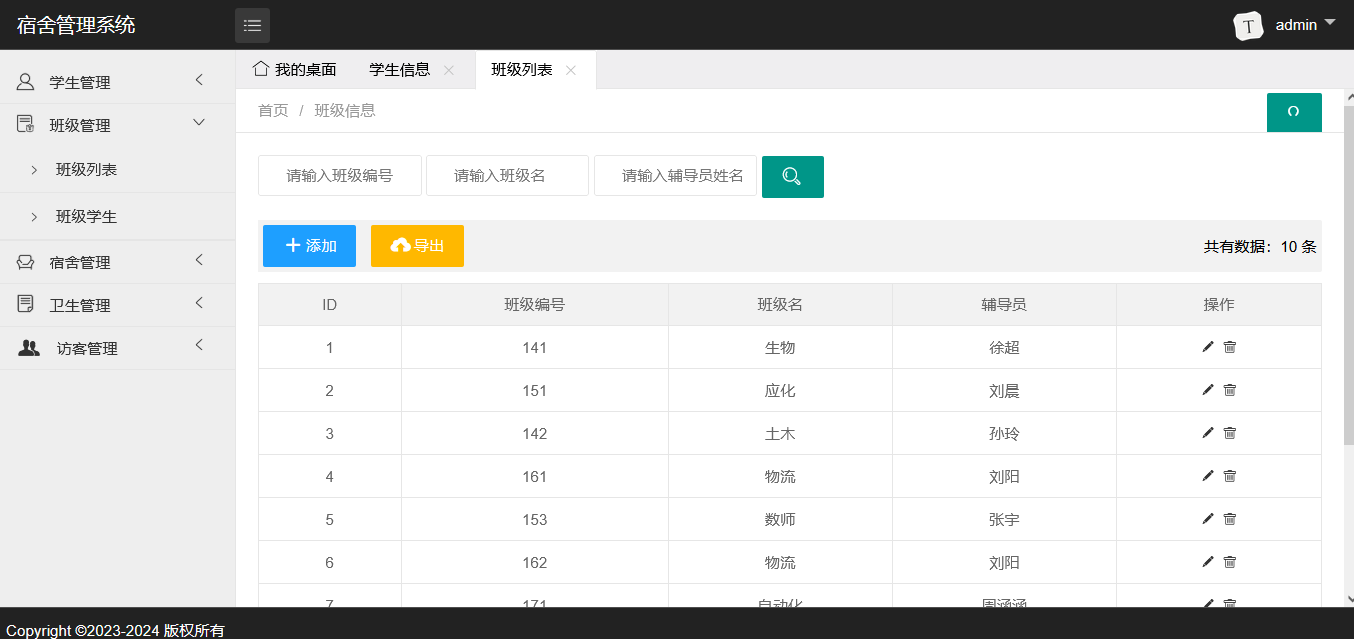 宿舍管理系统
T admin
学生管理
班级管理
班级列表
班级学生
宿舍管理
卫生管理
访客管理
我的桌面 学生信息 班级列表
首页 / 班级信息
请输入班级编号 请输入班级名 请输入辅导员姓名
添加 导出 共有数据：10 条
ID 班级编号 班级名 辅导员 操作
1 141 生物 徐超
2 151 应化 刘晨
3 142 土木 孙玲
4 161 物流 刘阳
5 153 数师 张宇
6 162 物流 刘阳
7 171 自动化 周涵涵
Copyright ©2023-2024 版权所有